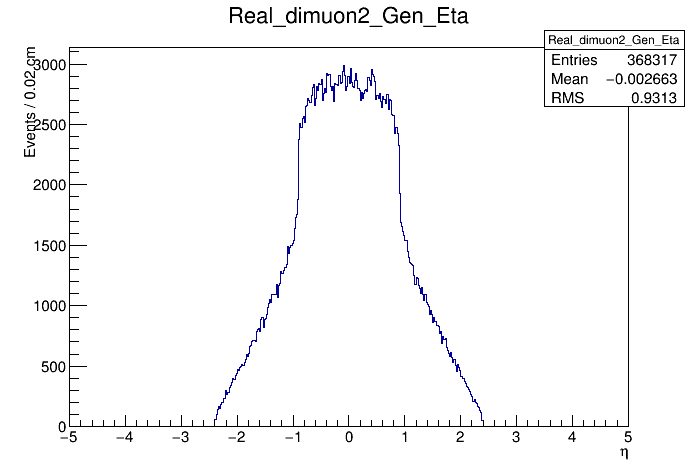 Real_dimuon2_Gen_Eta
Real_dimuon2_Gen_Eta
Entries 368317
Mean −0.002663
RMS 0.9313
Events / 0.02 cm
3000
2500
2000
1500
1000
500
0
−5 −4 −3 −2 −1 0 1 2 3 4 5
η